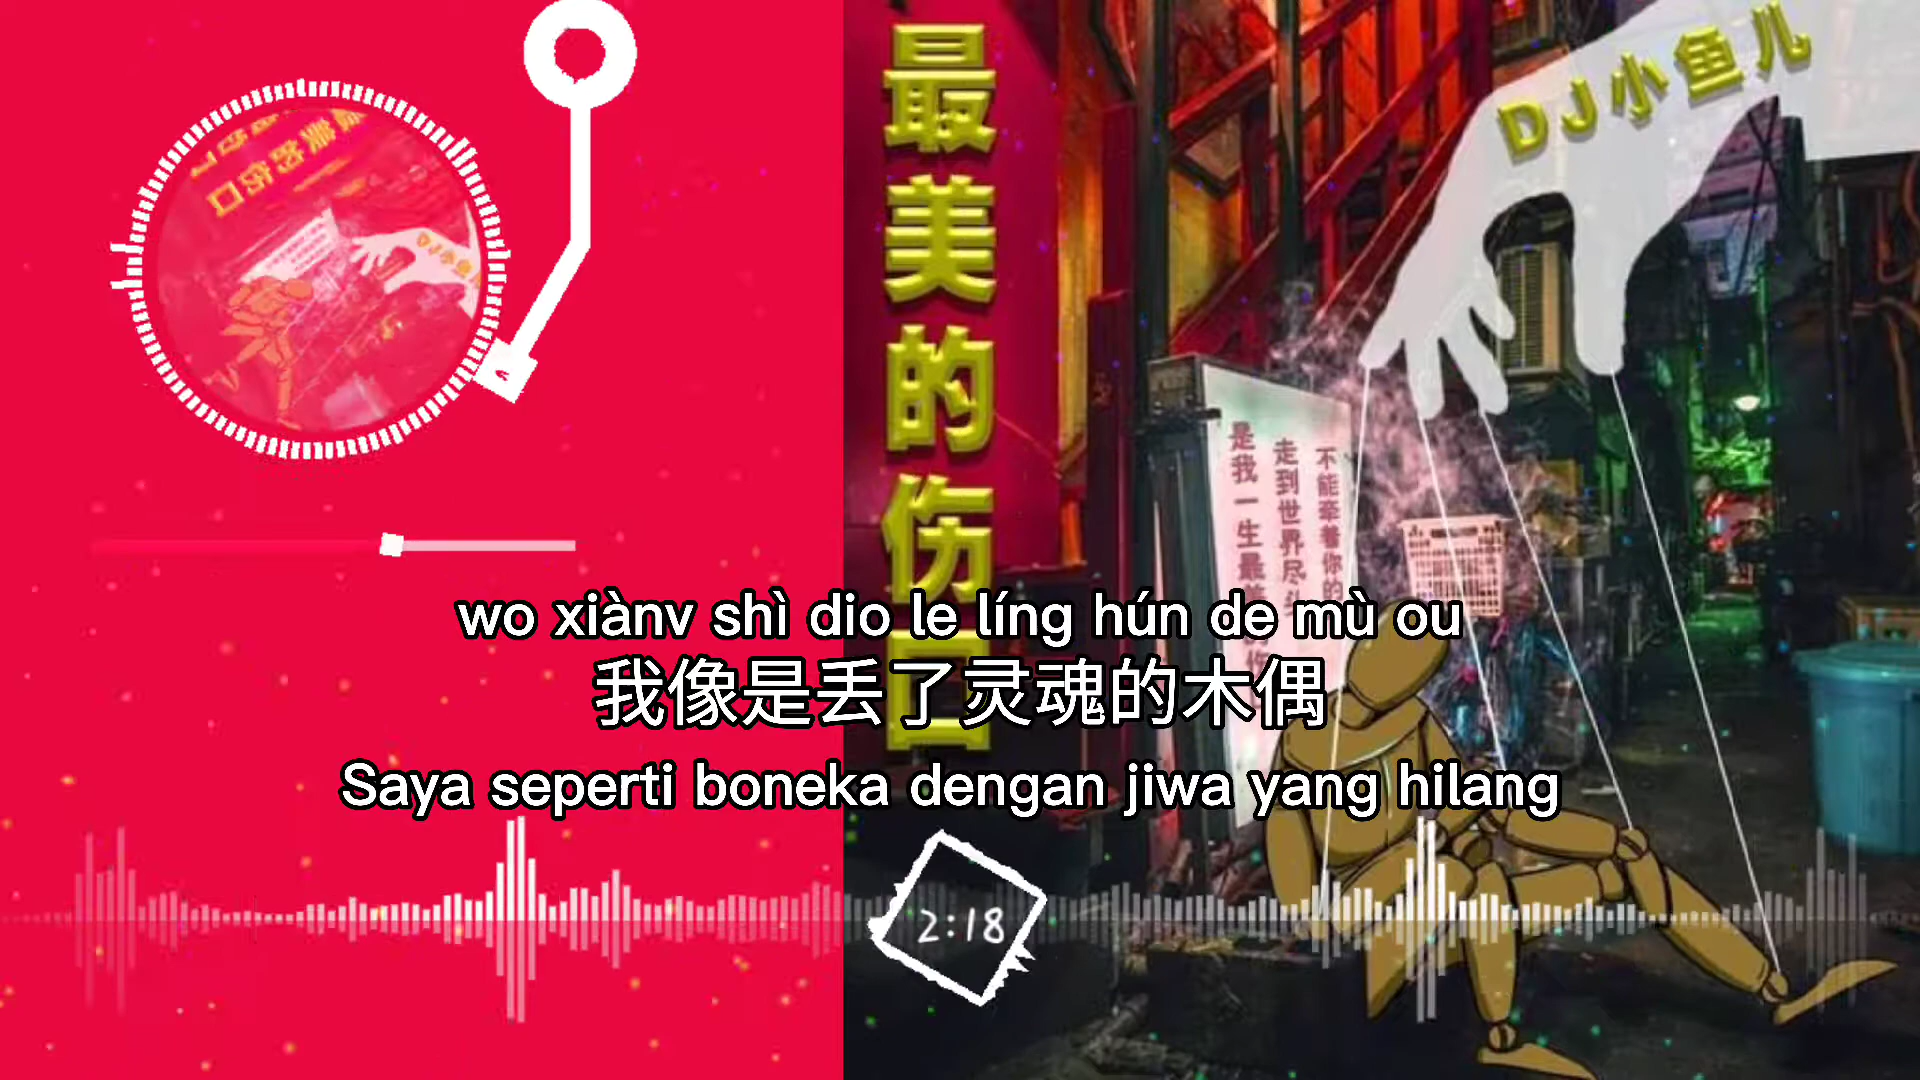 最美的伤口
DJ小鱼儿
不能牵着你的
走到世界尽头
是我一生最
wo xiànv shì dio le líng hún de mù ou
我像是丢了灵魂的木偶
Saya seperti boneka dengan jiwa yang hilang
2:18